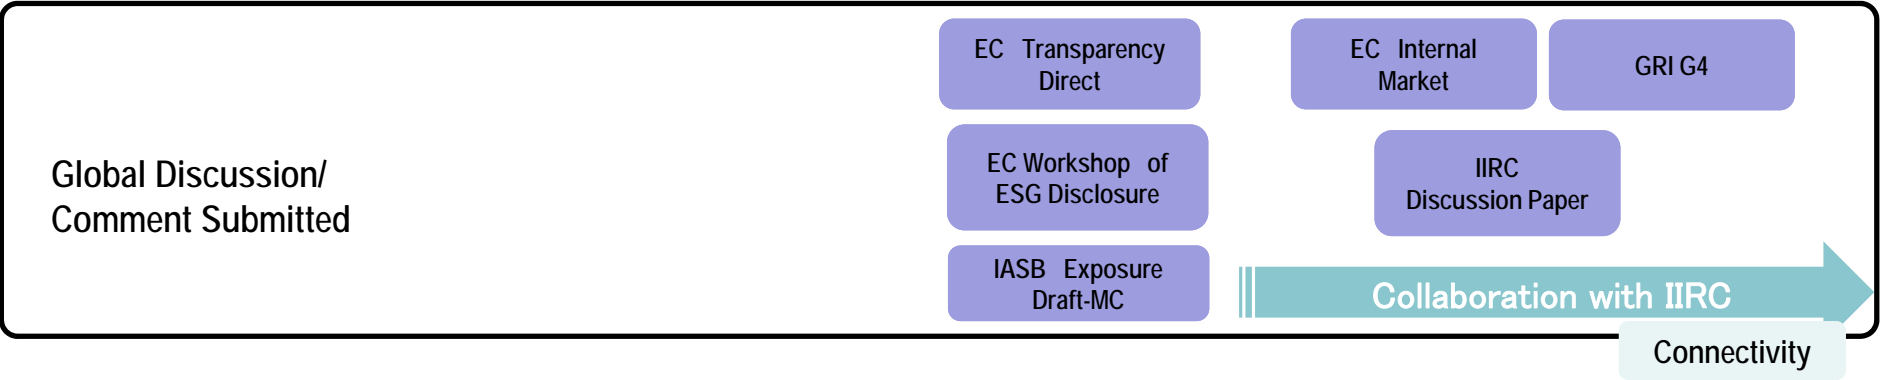 Global Discussion/
Comment Submitted
EC Transparency
Direct
EC Workshop of
ESG Disclosure
IASB Exposure
Draft-MC
EC Internal
Market
GRI G4
IIRC
Discussion Paper
Collaboration with IIRC
Connectivity